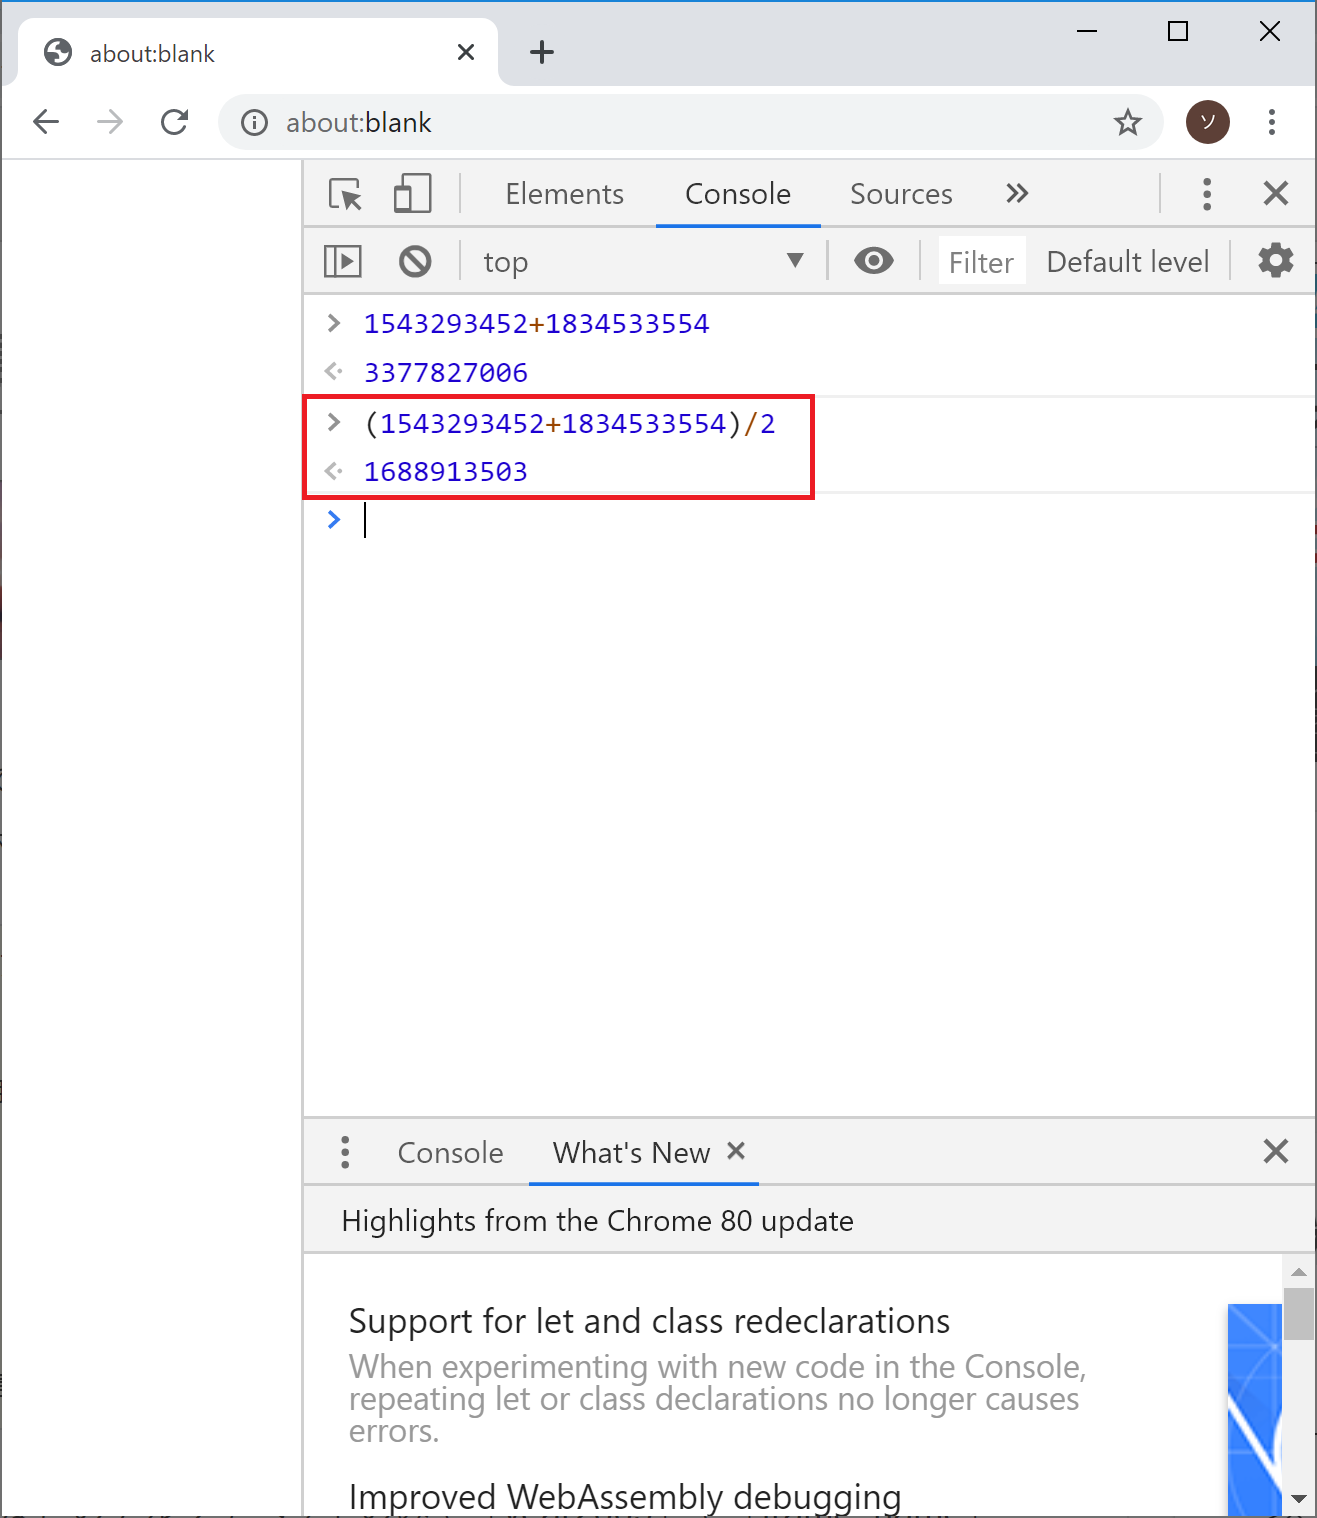 about:blank
about:blank
ソ
Elements Console Sources
top Filter Default level
1543293452+1834533554
3377827006
(1543293452+1834533554)/2
1688913503
Console What's New
Highlights from the Chrome 80 update
Support for let and class redeclarations
When experimenting with new code in the Console,
repeating let or class declarations no longer causes
errors.
Improved WebAssembly debugging